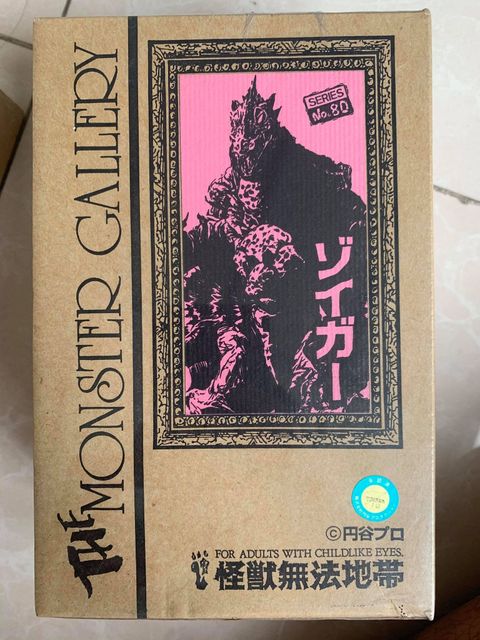 THE MONSTER GALLERY
SERIES
No.80
ゾイガー
©円谷プロ
FOR ADULTS WITH CHILDLIKE EYES.
怪獣無法地帯